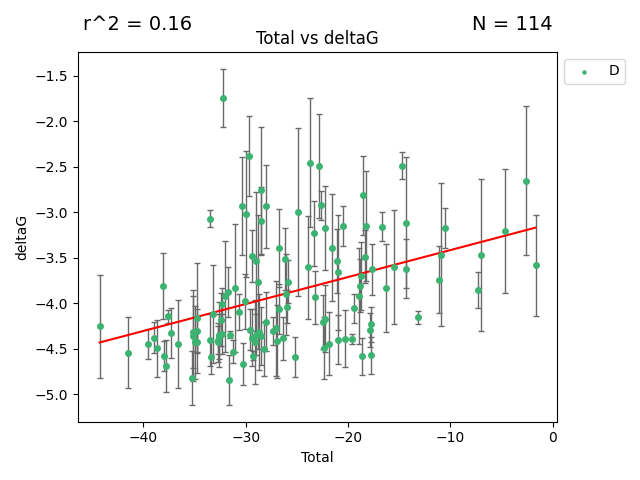 r^2 = 0.16
N = 114
Total vs deltaG
D
−1.5
−2.0
−2.5
−3.0
−3.5
−4.0
−4.5
−5.0
deltaG
−40
−30
−20
−10
0
Total